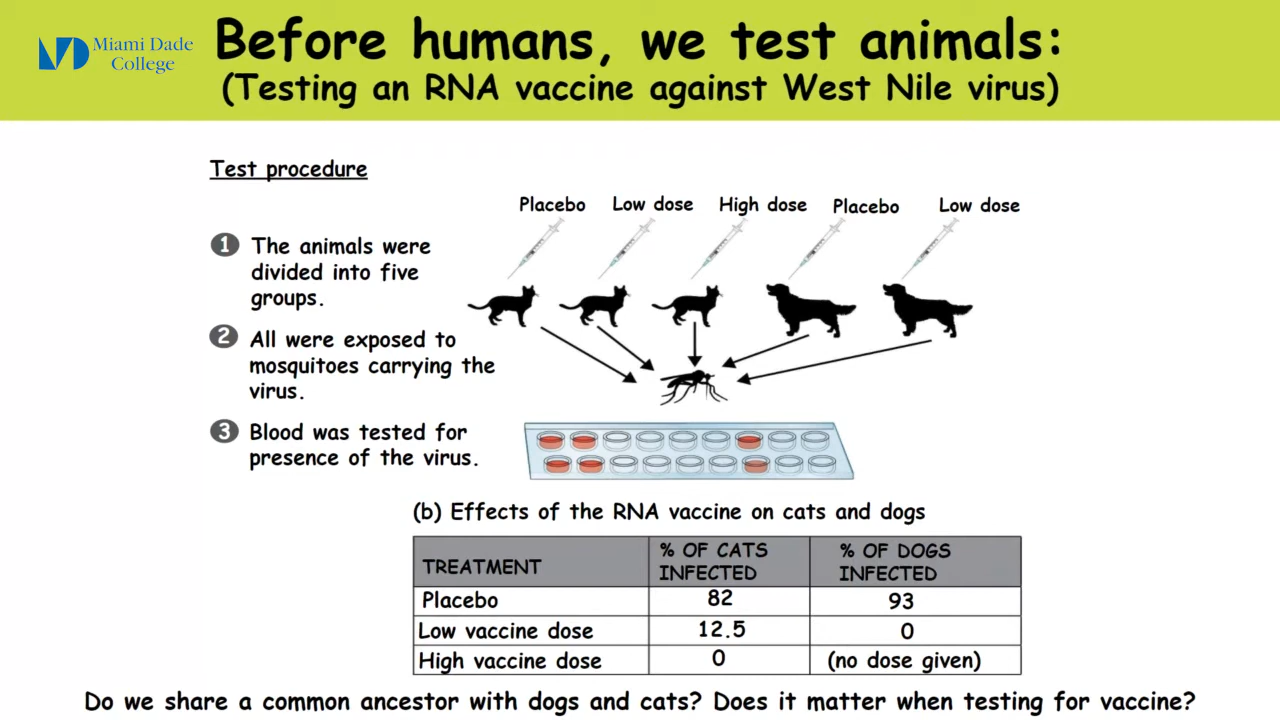 Miami Dade
College
Before humans, we test animals:
(Testing an RNA vaccine against West Nile virus)
Test procedure
Placebo Low dose High dose Placebo Low dose
1 The animals were
divided into five
groups.
2 All were exposed to
mosquitoes carrying the
virus.
3 Blood was tested for
presence of the virus.
(b) Effects of the RNA vaccine on cats and dogs
TREATMENT
% OF CATS
INFECTED
% OF DOGS
INFECTED
Placebo 82 93
Low vaccine dose 12.5 0
High vaccine dose 0 (no dose given)
Do we share a common ancestor with dogs and cats? Does it matter when testing for vaccine?